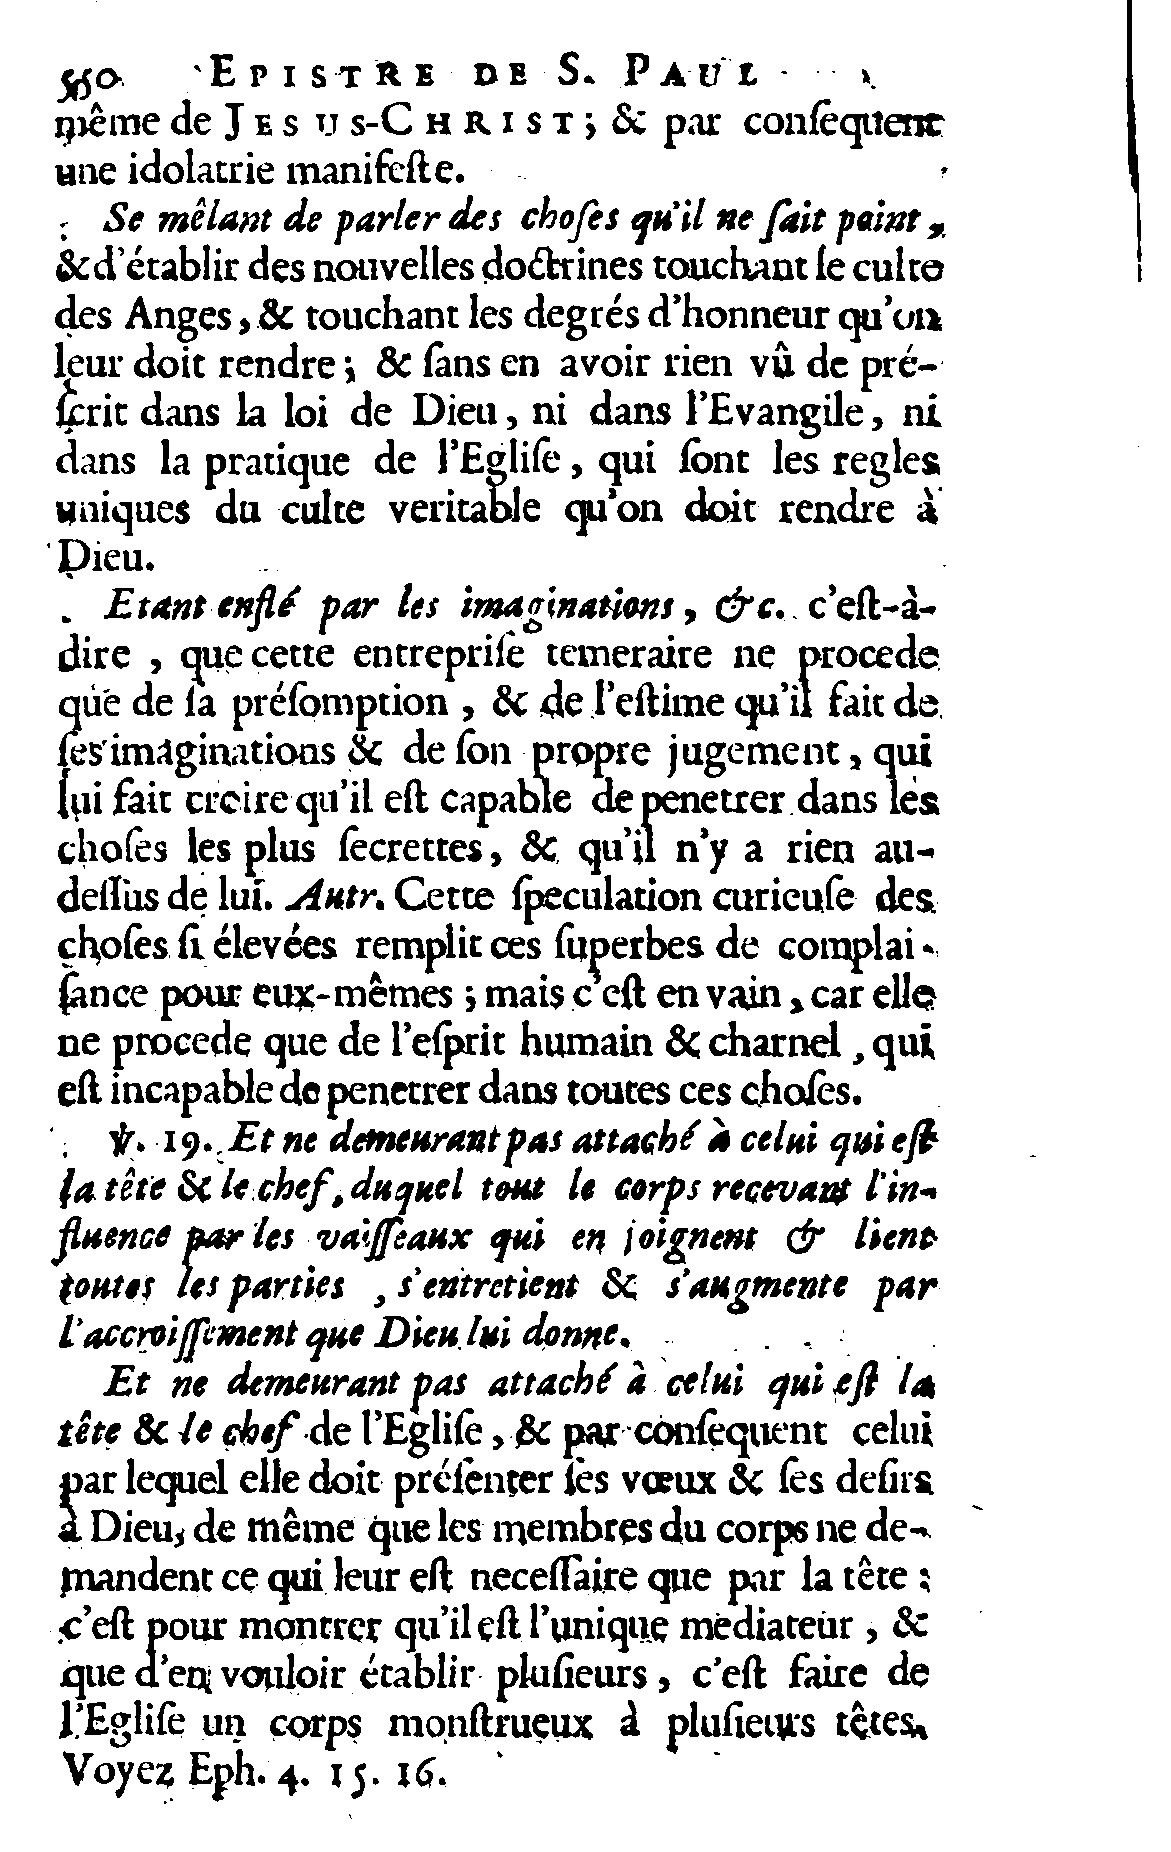 550 EPISTRE DE S. PAUL
même de JESUS-CHRIST; & par conſequent
une idolatrie manifeſte.
Se mêlant de parler des choſes qu'il ne ſait point,
& d'établir des nouvelles doctrines touchant le culte
des Anges, & touchant les degrés d'honneur qu'on
leur doit rendre; & ſans en avoir rien vû de pré-
ſcrit dans la loi de Dieu, ni dans l'Evangile, ni
dans la pratique de l'Egliſe, qui ſont les regles
uniques du culte veritable qu'on doit rendre à
Dieu.
Etant enflé par les imaginations, &c. c'eſt-à-
dire, que cette entrepriſe temeraire ne procede
que de ſa préſomption, & de l'eſtime qu'il fait de
ſes imaginations & de ſon propre jugement, qui
lui fait croire qu'il eſt capable de penetrer dans les
choſes les plus ſecrettes, & qu'il n'y a rien au-
deſſus de lui. Autr. Cette ſpeculation curieuſe des
choſes ſi élevées remplit ces ſuperbes de complai-
ſance pour eux-mêmes; mais c'eſt en vain, car elle
ne procede que de l'eſprit humain & charnel, qui
eſt incapable de penetrer dans toutes ces choſes.
℣. 19. Et ne demeurant pas attaché à celui qui eſt
la tête & le chef, duquel tout le corps recevant l'in-
fluence par les vaiſſeaux qui en joignent & lient
toutes les parties, s'entretient & s'augmente par
l'accroiſſement que Dieu lui donne.
Et ne demeurant pas attaché à celui qui eſt la
tête & le chef de l'Egliſe, & par conſequent celui
par lequel elle doit préſenter ſes vœux & ſes deſirs
à Dieu, de même que les membres du corps ne de-
mandent ce qui leur eſt neceſſaire que par la tête;
c'eſt pour montrer qu'il eſt l'unique mediateur, &
que d'en vouloir établir pluſieurs, c'eſt faire de
l'Egliſe un corps monſtrueux à pluſieurs têtes.
Voyez Eph. 4. 15. 16.